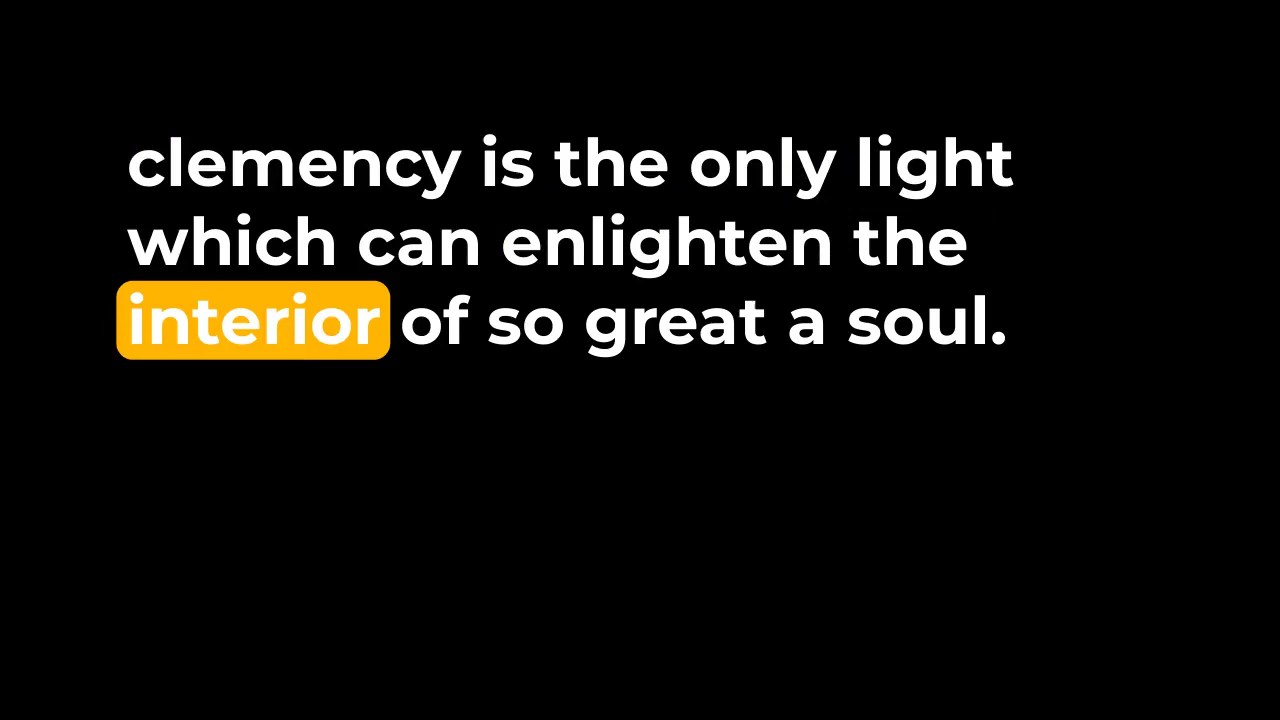 clemency is the only light
which can enlighten the
interior of so great a soul.